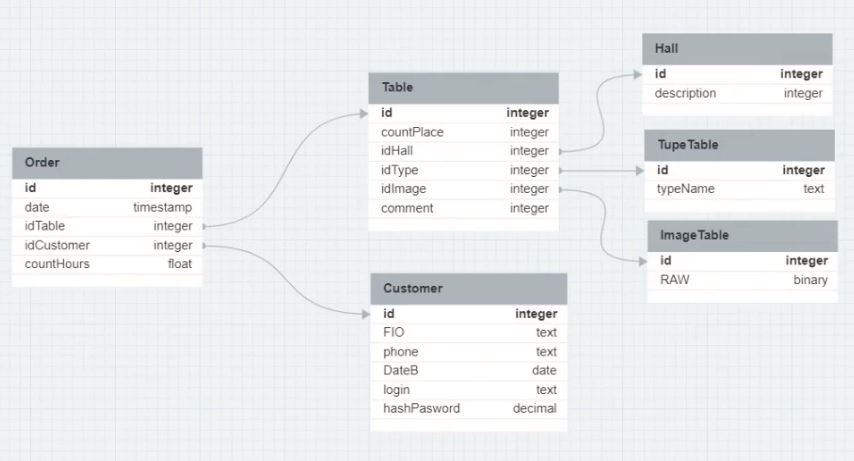 Order
id integer
date timestamp
idTable integer
idCustomer integer
countHours float
Table
id integer
countPlace integer
idHall integer
idType integer
idImage integer
comment integer
Customer
id integer
FIO text
phone text
DateB date
login text
hashPasword decimal
Hall
id integer
description integer
TupeTable
id integer
typeName text
ImageTable
id integer
RAW binary